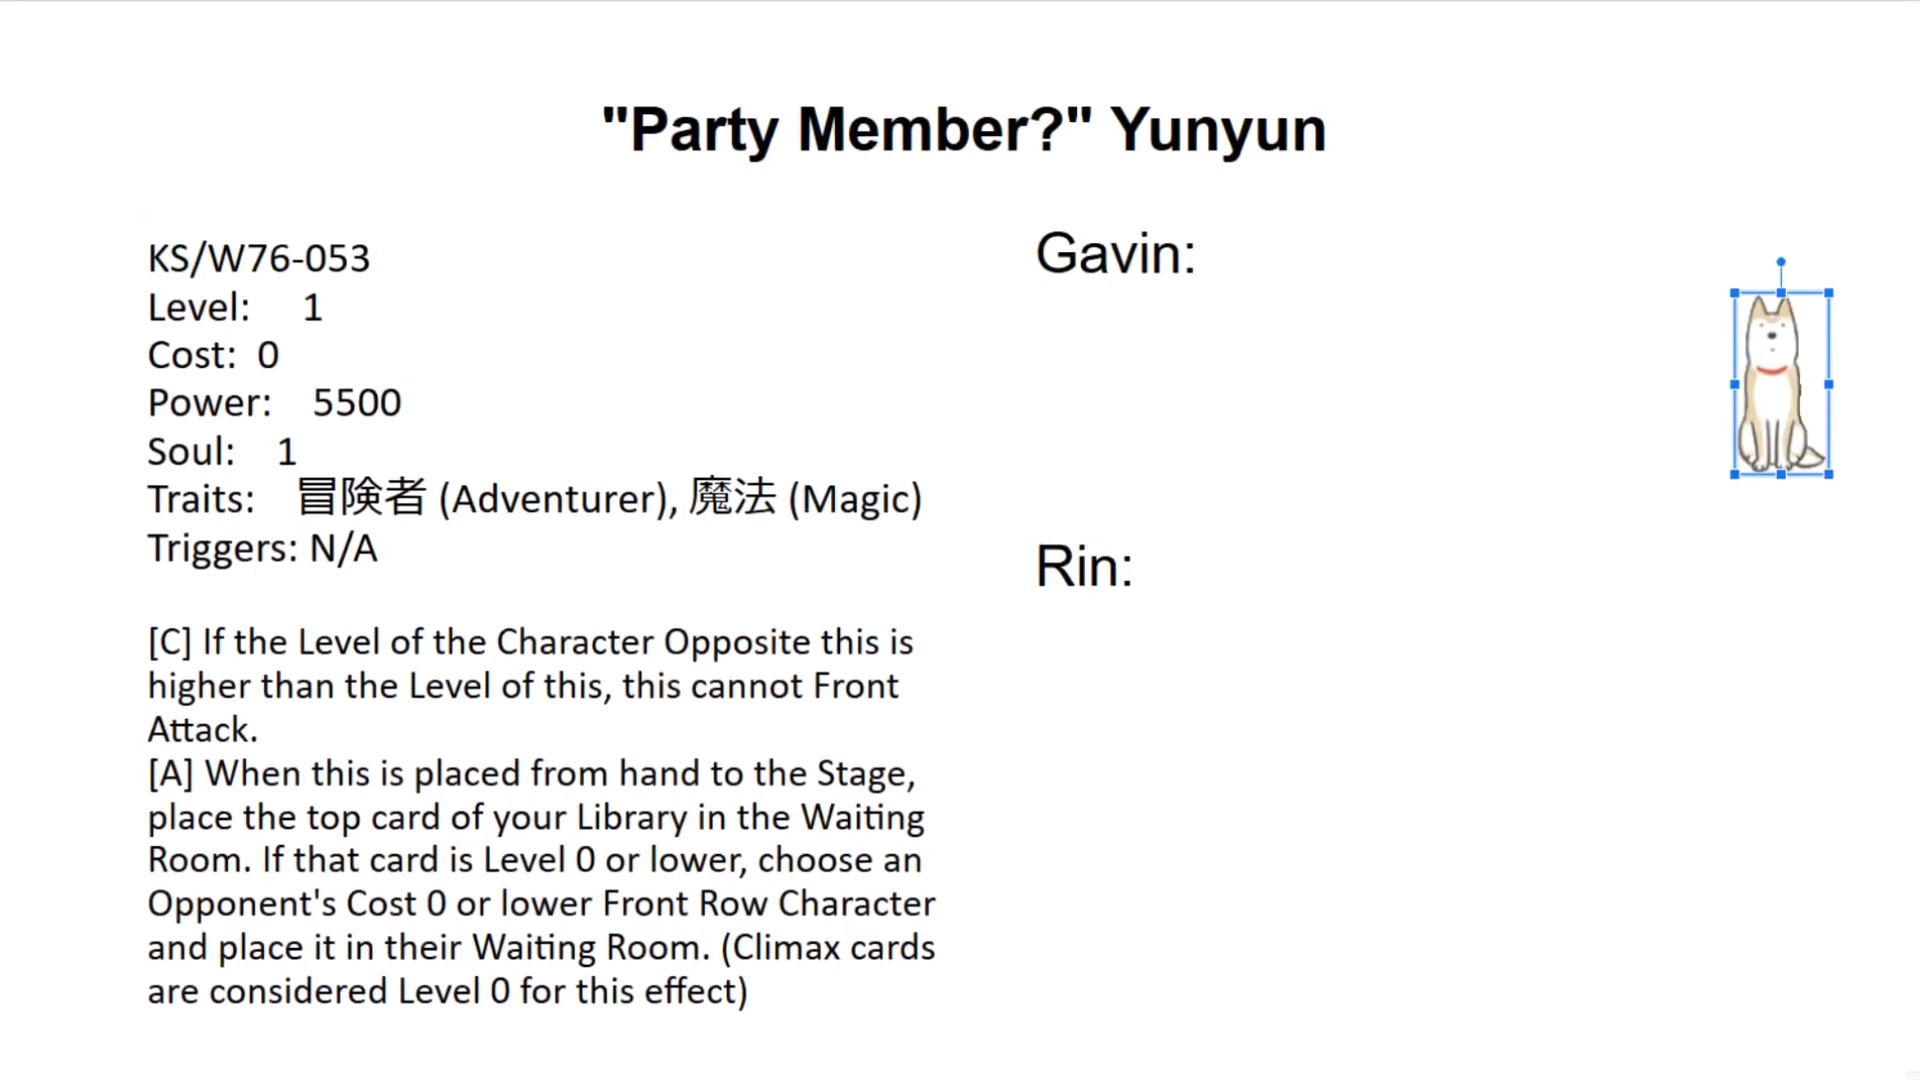 "Party Member?" Yunyun
KS/W76-053
Level: 1
Cost: 0
Power: 5500
Soul: 1
Traits: 冒険者 (Adventurer), 魔法 (Magic)
Triggers: N/A
[C] If the Level of the Character Opposite this is
higher than the Level of this, this cannot Front
Attack.
[A] When this is placed from hand to the Stage,
place the top card of your Library in the Waiting
Room. If that card is Level 0 or lower, choose an
Opponent's Cost 0 or lower Front Row Character
and place it in their Waiting Room. (Climax cards
are considered Level 0 for this effect)
Gavin:
Rin: